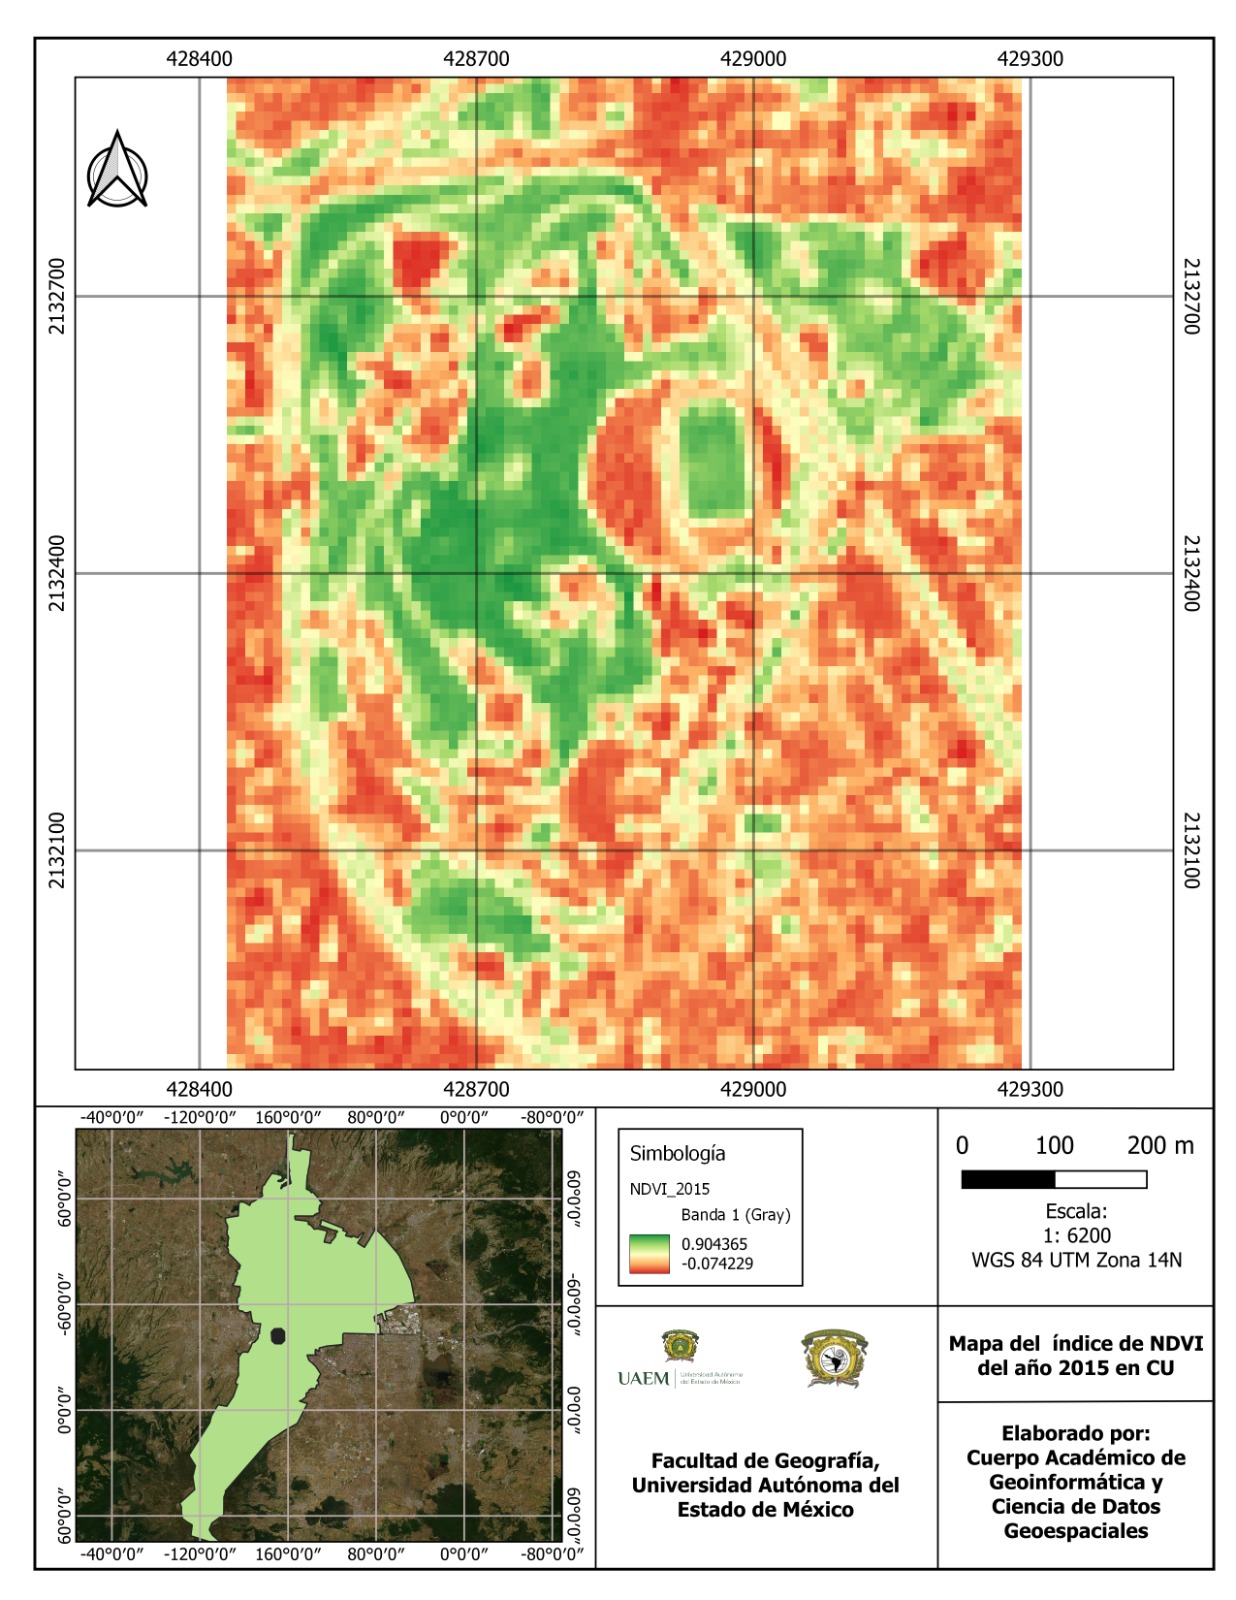 428400 428700 429000 429300
2132700 2132700
2132400 2132400
2132100 2132100
428400 428700 429000 429300
-40°0'0" -120°0'0" 160°0'0" 80°0'0" 0°0'0" -80°0'0"
60°0'0" 60°0'0"
-60°0'0" -60°0'0"
0°0'0" 0°0'0"
60°0'0" 60°0'0"
-40°0'0" -120°0'0" 160°0'0" 80°0'0" 0°0'0" -80°0'0"
Simbología
NDVI_2015
Banda 1 (Gray)
0.904365
-0.074229
0 100 200 m
Escala:
1: 6200
WGS 84 UTM Zona 14N
UAEM
Universidad Autónoma
del Estado de México
Facultad de Geografía,
Universidad Autónoma del
Estado de México
Mapa del índice de NDVI
del año 2015 en CU
Elaborado por:
Cuerpo Académico de
Geoinformática y
Ciencia de Datos
Geoespaciales